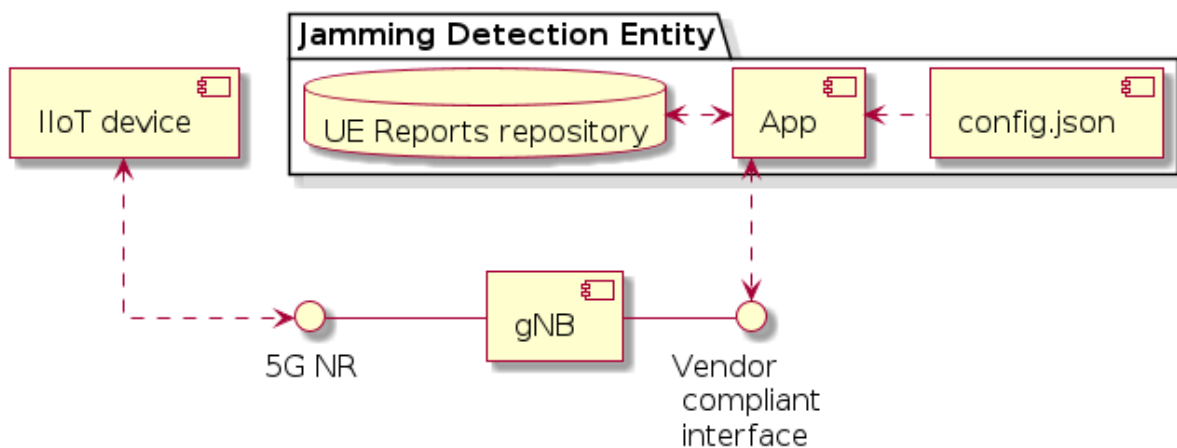 Jamming Detection Entity
IIoT device
UE Reports repository
App
config.json
gNB
5G NR
Vendor
compliant
interface